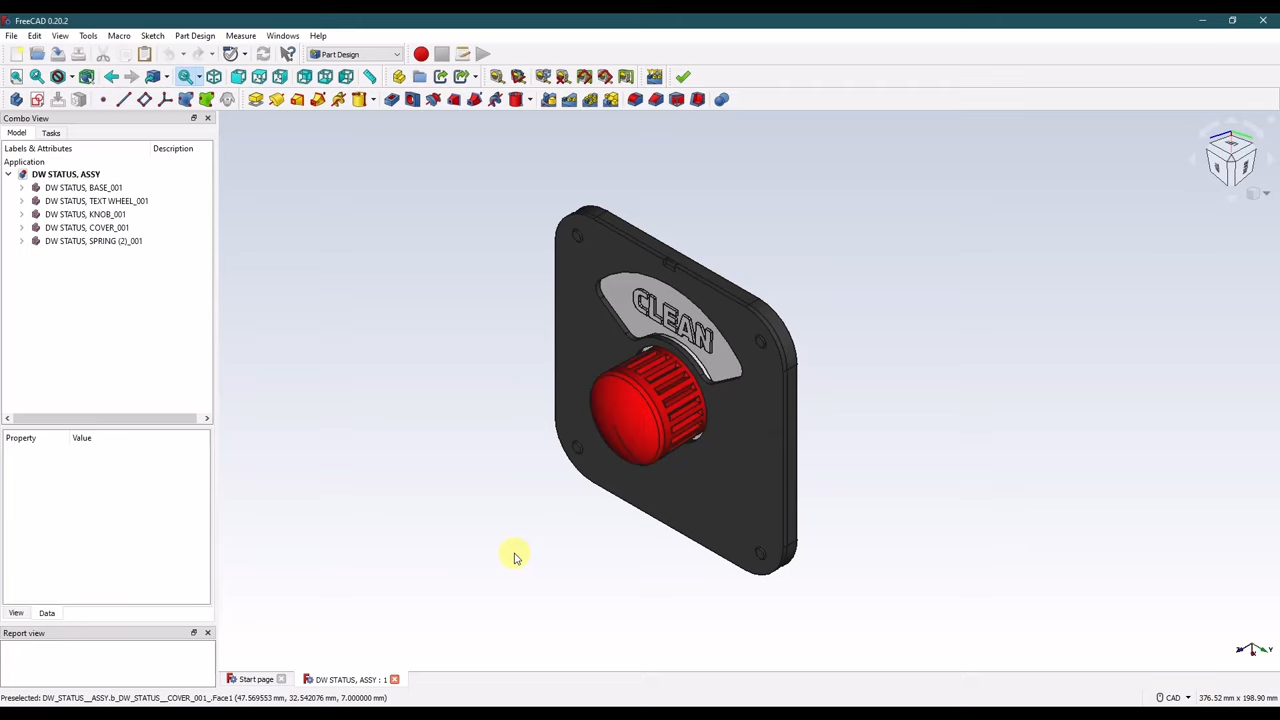 FreeCAD 0.20.2
File Edit View Tools Macro Sketch Part Design Measure Windows Help
Part Design
Combo View
Model Tasks
Labels & Attributes Description
Application
DW STATUS, ASSY
DW STATUS, BASE_001
DW STATUS, TEXT WHEEL_001
DW STATUS, KNOB_001
DW STATUS, COVER_001
DW STATUS, SPRING (2)_001
CLEAN
Property Value
View Data
Report view
Start page DW STATUS, ASSY : 1
Preselected: DW_STATUS__ASSY.b_DW_STATUS__COVER_001_.Face1 (47.569553 mm, 32.542076 mm, 7.000000 mm) CAD 376.52 mm x 198.90 mm